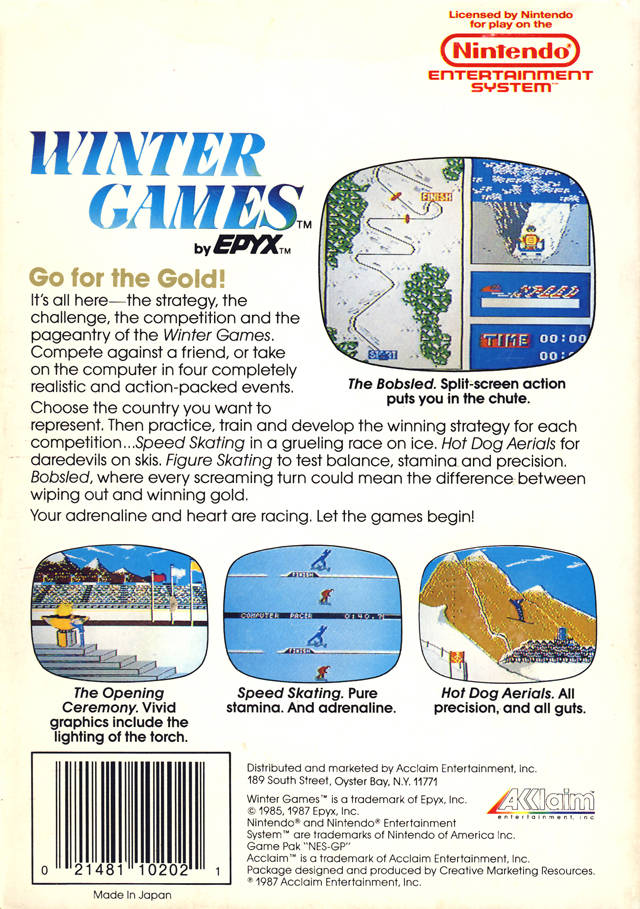 Licensed by Nintendo
for play on the
Nintendo®
ENTERTAINMENT
SYSTEM™
WINTER
GAMES™
by EPYX™
FINISH
START
TIME 00:00
00:
The Bobsled. Split-screen action
puts you in the chute.
Go for the Gold!
It's all here—the strategy, the
challenge, the competition and the
pageantry of the Winter Games.
Compete against a friend, or take
on the computer in four completely
realistic and action-packed events.
Choose the country you want to
represent. Then practice, train and develop the winning strategy for each
competition...Speed Skating in a grueling race on ice. Hot Dog Aerials for
daredevils on skis. Figure Skating to test balance, stamina and precision.
Bobsled, where every screaming turn could mean the difference between
wiping out and winning gold.
Your adrenaline and heart are racing. Let the games begin!
FINISH
COMPUTER PACER 0:40.
FINISH
The Opening
Ceremony. Vivid
graphics include the
lighting of the torch.
Speed Skating. Pure
stamina. And adrenaline.
Hot Dog Aerials. All
precision, and all guts.
0 21481 10202 1
Made in Japan
Distributed and marketed by Acclaim Entertainment, Inc.
189 South Street, Oyster Bay, N.Y. 11771
Winter Games™ is a trademark of Epyx, Inc.
© 1985, 1987 Epyx, Inc.
Nintendo® and Nintendo® Entertainment
System™ are trademarks of Nintendo of America Inc.
Game Pak "NES-GP"
Acclaim™ is a trademark of Acclaim Entertainment, Inc.
Package designed and produced by Creative Marketing Resources.
® 1987 Acclaim Entertainment, Inc.
AKKlaim
entertainment, inc